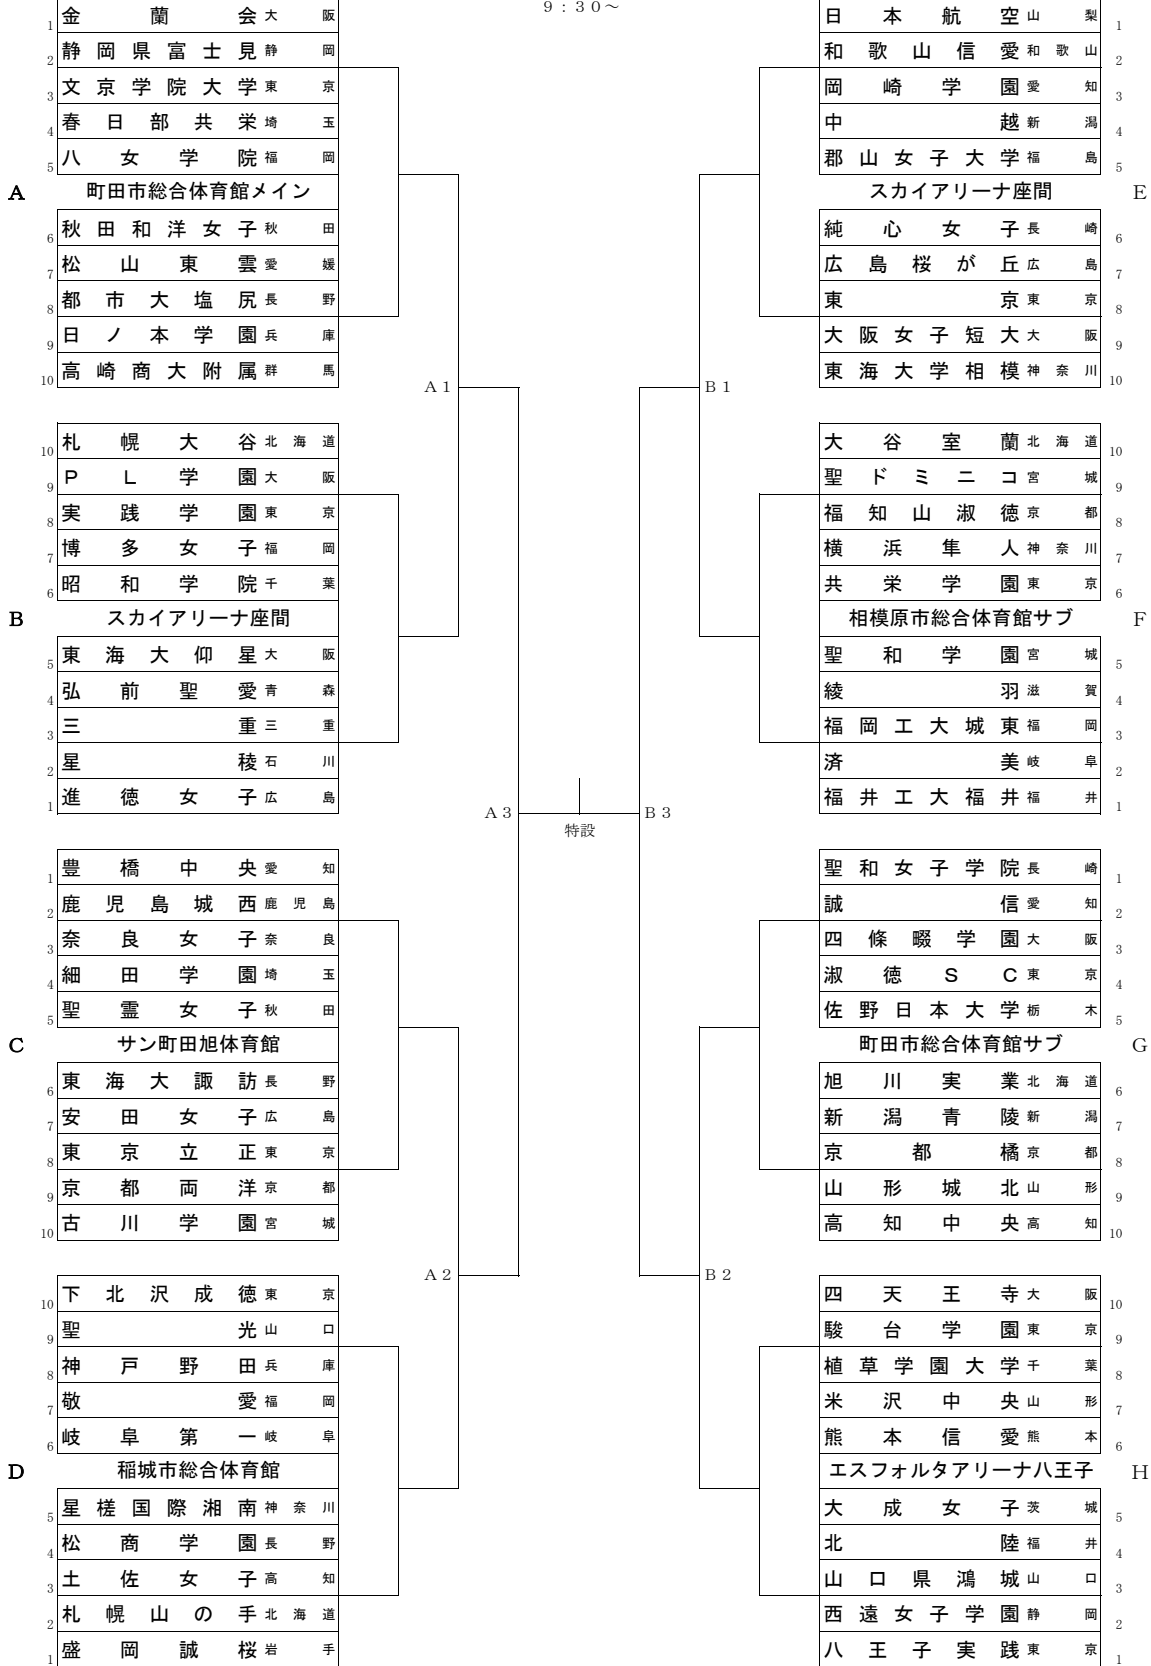 9：30～
1 金蘭会 大阪
2 静岡県富士見 静岡
3 文京学院大学 東京
4 春日部共栄 埼玉
5 八女学院 福岡
A 町田市総合体育館メイン
6 秋田和洋女子 秋田
7 松山東雲 愛媛
8 都市大塩尻 長野
9 日ノ本学園 兵庫
10 高崎商大附属 群馬
A1
10 札幌大谷 北海道
9 PL学園 大阪
8 実践学園 東京
7 博多女子 福岡
6 昭和学院 千葉
B スカイアリーナ座間
5 東海大仰星 大阪
4 弘前聖愛 青森
3 三重 三重
2 星稜 石川
1 進徳女子 広島
A3
特設
B3
1 豊橋中央 愛知
2 鹿児島城西 鹿児島
3 奈良女子 奈良
4 細田学園 埼玉
5 聖霊女子 秋田
C サン町田旭体育館
6 東海大諏訪 長野
7 安田女子 広島
8 東京立正 東京
9 京都両洋 京都
10 古川学園 宮城
A2
10 下北沢成徳 東京
9 聖光 山口
8 神戸野田 兵庫
7 敬愛 福岡
6 岐阜第一 岐阜
D 稲城市総合体育館
5 星槎国際湘南 神奈川
4 松商学園 長野
3 土佐女子 高知
2 札幌山の手 北海道
1 盛岡誠桜 岩手
日本航空 山梨 1
和歌山信愛 和歌山 2
岡崎学園 愛知 3
中越 新潟 4
郡山女子大学 福島 5
スカイアリーナ座間 E
純心女子 長崎 6
広島桜が丘 広島 7
東京 東京 8
大阪女子短大 大阪 9
東海大学相模 神奈川 10
B1
大谷室蘭 北海道 10
聖ドミニコ 宮城 9
福知山淑徳 京都 8
横浜隼人 神奈川 7
共栄学園 東京 6
相模原市総合体育館サブ F
聖和学園 宮城 5
綾羽 滋賀 4
福岡工大城東 福岡 3
済美 岐阜 2
福井工大福井 福井 1
聖和女子学院 長崎 1
誠信 愛知 2
四條畷学園 大阪 3
淑徳SC 東京 4
佐野日本大学 栃木 5
町田市総合体育館サブ G
旭川実業 北海道 6
新潟青陵 新潟 7
京都橘 京都 8
山形城北 山形 9
高知中央 高知 10
B2
四天王寺 大阪 10
駿台学園 東京 9
植草学園大学 千葉 8
米沢中央 山形 7
熊本信愛 熊本 6
エスフォルタアリーナ八王子 H
大成女子 茨城 5
北陸 福井 4
山口県鴻城 山口 3
西遠女子学園 静岡 2
八王子実践 東京 1